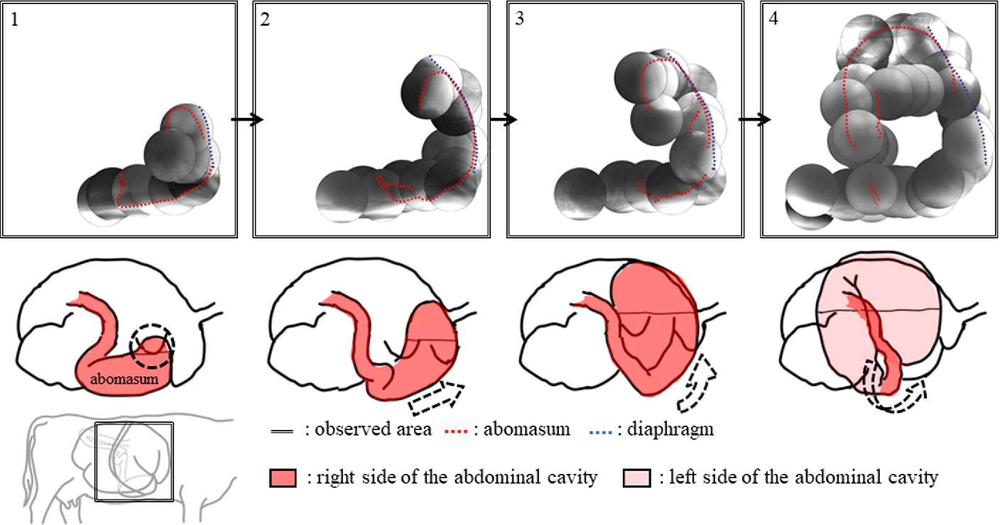 1
2
3
4
abomasum
: observed area
: abomasum
: diaphragm
: right side of the abdominal cavity
: left side of the abdominal cavity